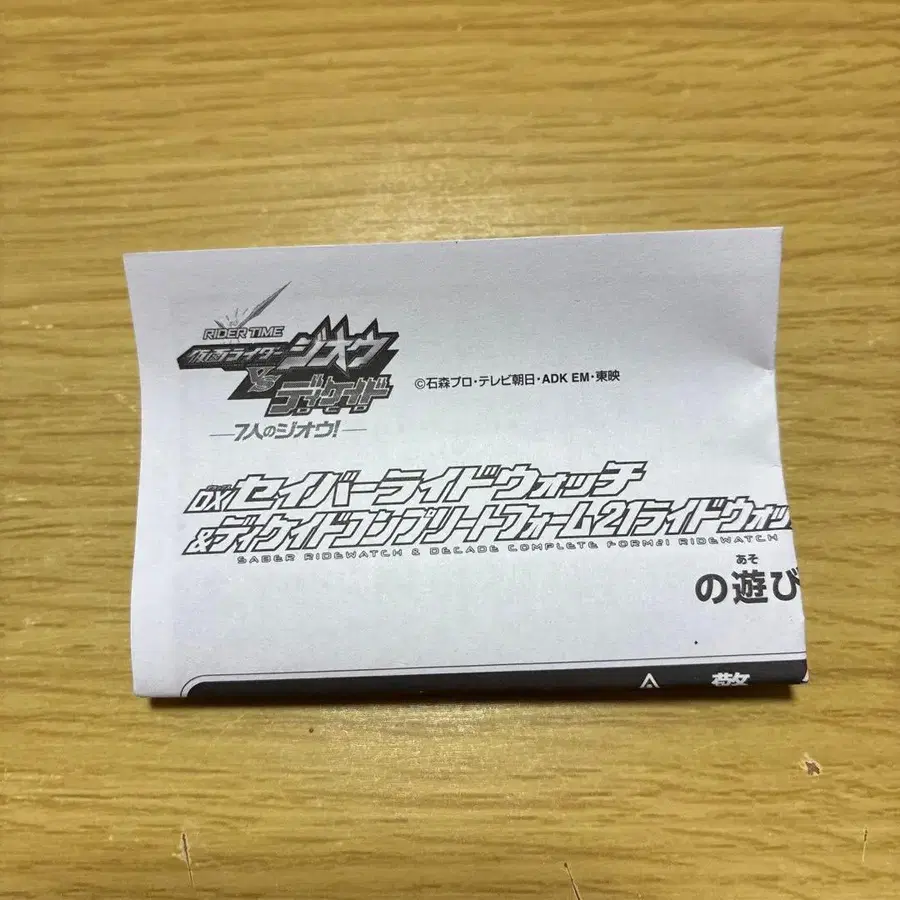 RIDER TIME
仮面ライダージオウ
VS
ディケイド
7人のジオウ!
©石森プロ・テレビ朝日・ADK EM・東映
DXセイバーライドウォッチ
&ディケイドコンプリートフォーム21ライドウォッ
SABER RIDEWATCH & DECADE COMPLETE FORM21 RIDEWATCH
あそ
の遊び
警